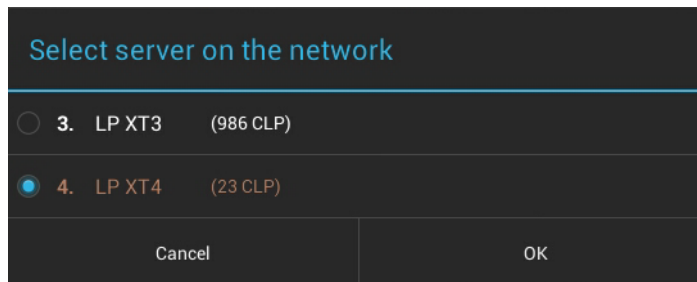 Select server on the network
3. LP XT3 (986 CLP)
4. LP XT4 (23 CLP)
Cancel OK